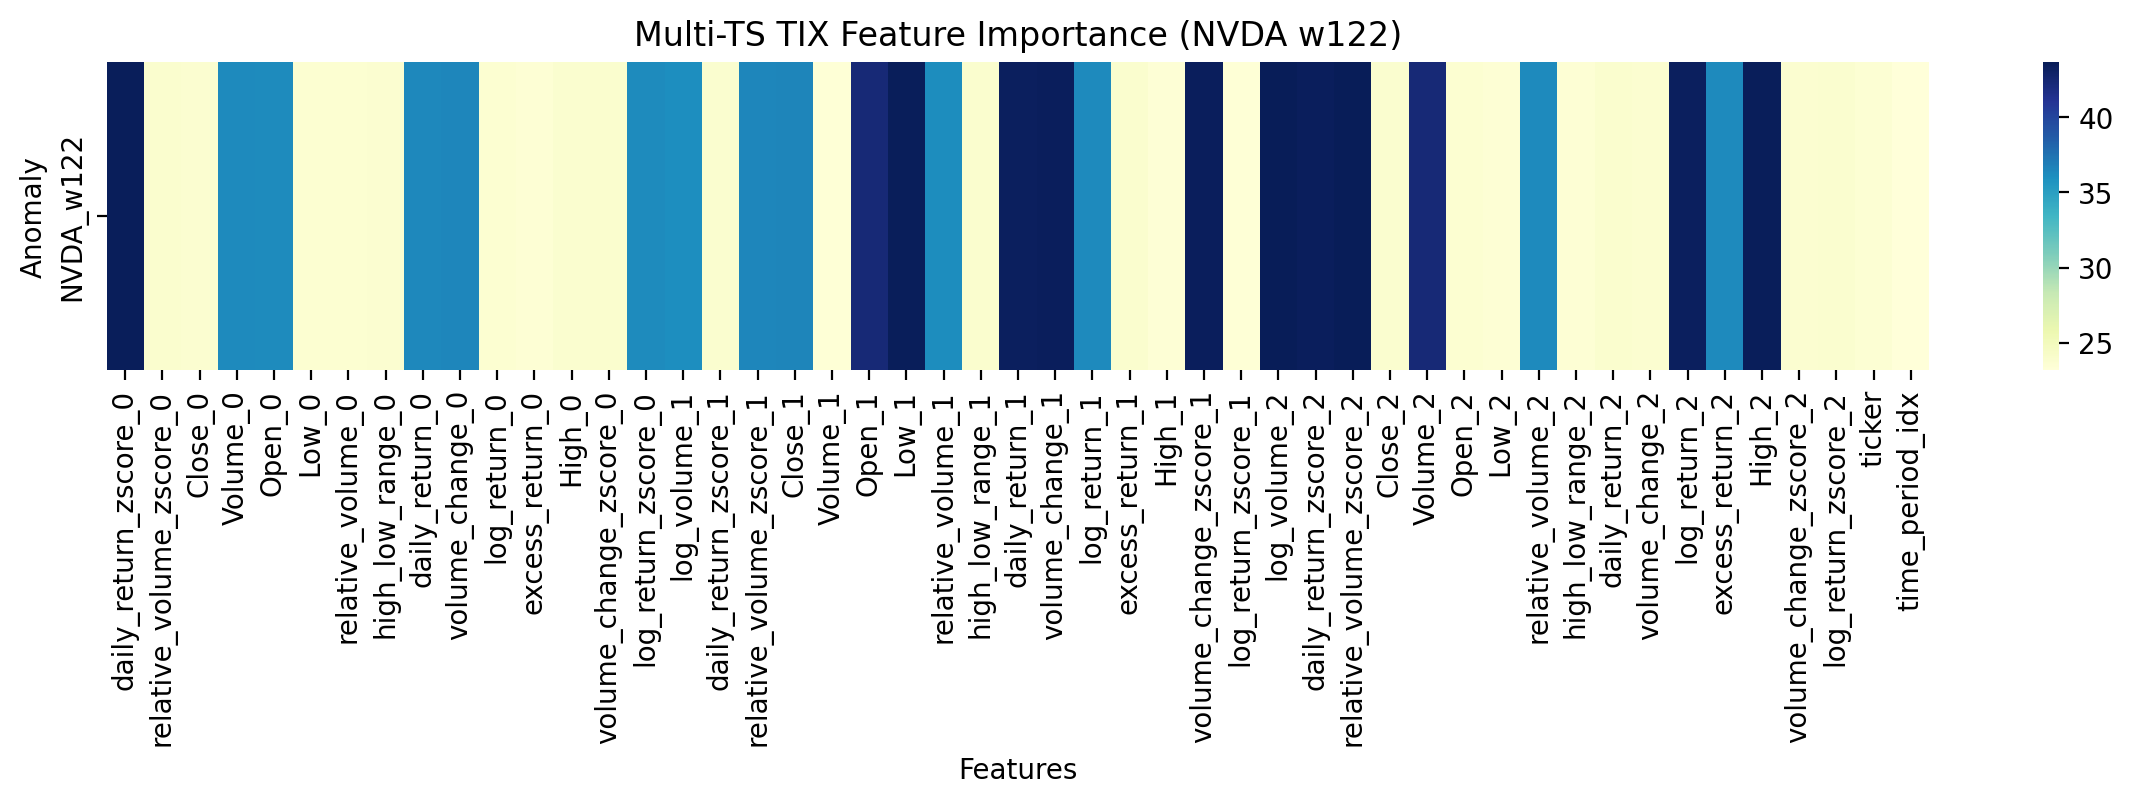 Multi-TS TIX Feature Importance (NVDA w122)
Anomaly
NVDA_w122
40
35
30
25
daily_return_zscore_0
relative_volume_zscore_0
Close_0
Volume_0
Open_0
Low_0
relative_volume_0
high_low_range_0
daily_return_0
volume_change_0
log_return_0
excess_return_0
High_0
volume_change_zscore_0
log_return_zscore_0
log_volume_1
daily_return_zscore_1
relative_volume_zscore_1
Close_1
Volume_1
Open_1
Low_1
relative_volume_1
high_low_range_1
daily_return_1
volume_change_1
log_return_1
excess_return_1
High_1
volume_change_zscore_1
log_return_zscore_1
log_volume_2
daily_return_zscore_2
relative_volume_zscore_2
Close_2
Volume_2
Open_2
Low_2
relative_volume_2
high_low_range_2
daily_return_2
volume_change_2
log_return_2
excess_return_2
High_2
volume_change_zscore_2
log_return_zscore_2
ticker
time_period_idx
Features